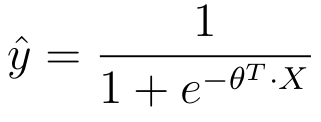 ŷ = 1 / (1 + e^{-θ^T · X})